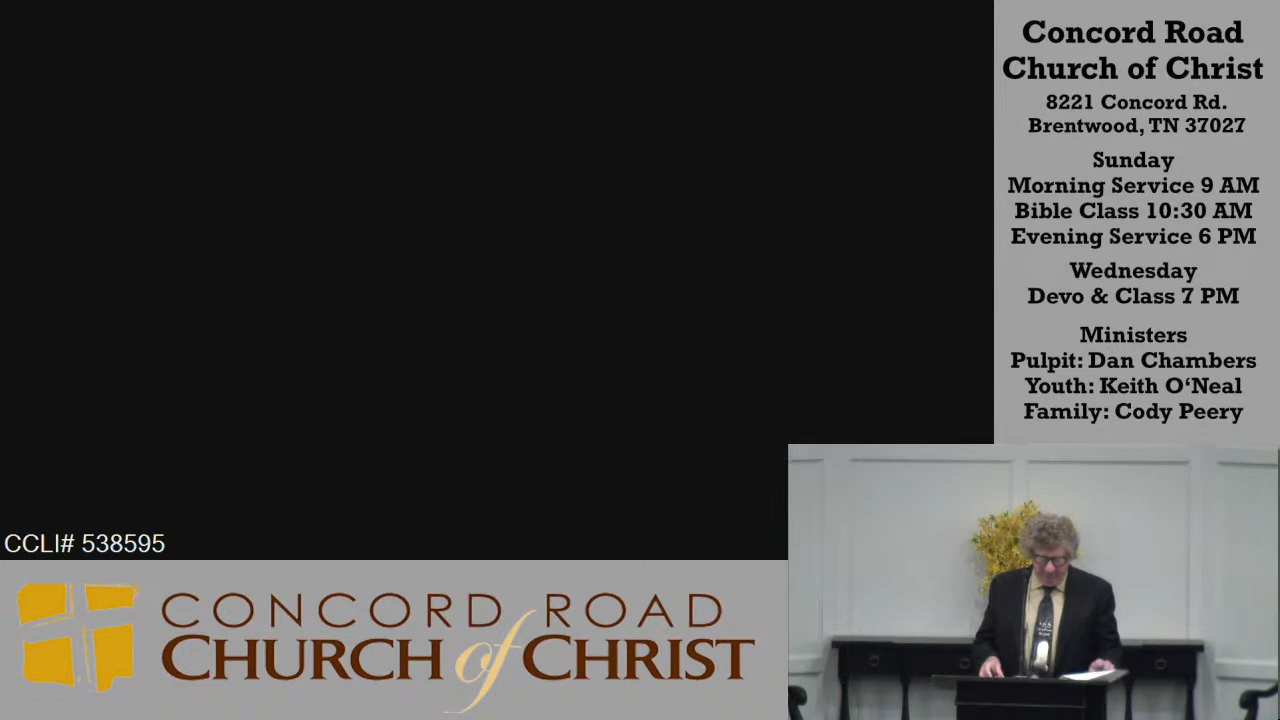 Concord Road
Church of Christ
8221 Concord Rd.
Brentwood, TN 37027
Sunday
Morning Service 9 AM
Bible Class 10:30 AM
Evening Service 6 PM
Wednesday
Devo & Class 7 PM
Ministers
Pulpit: Dan Chambers
Youth: Keith O‘Neal
Family: Cody Peery
CCLI# 538595
CONCORD ROAD
CHURCH of CHRIST